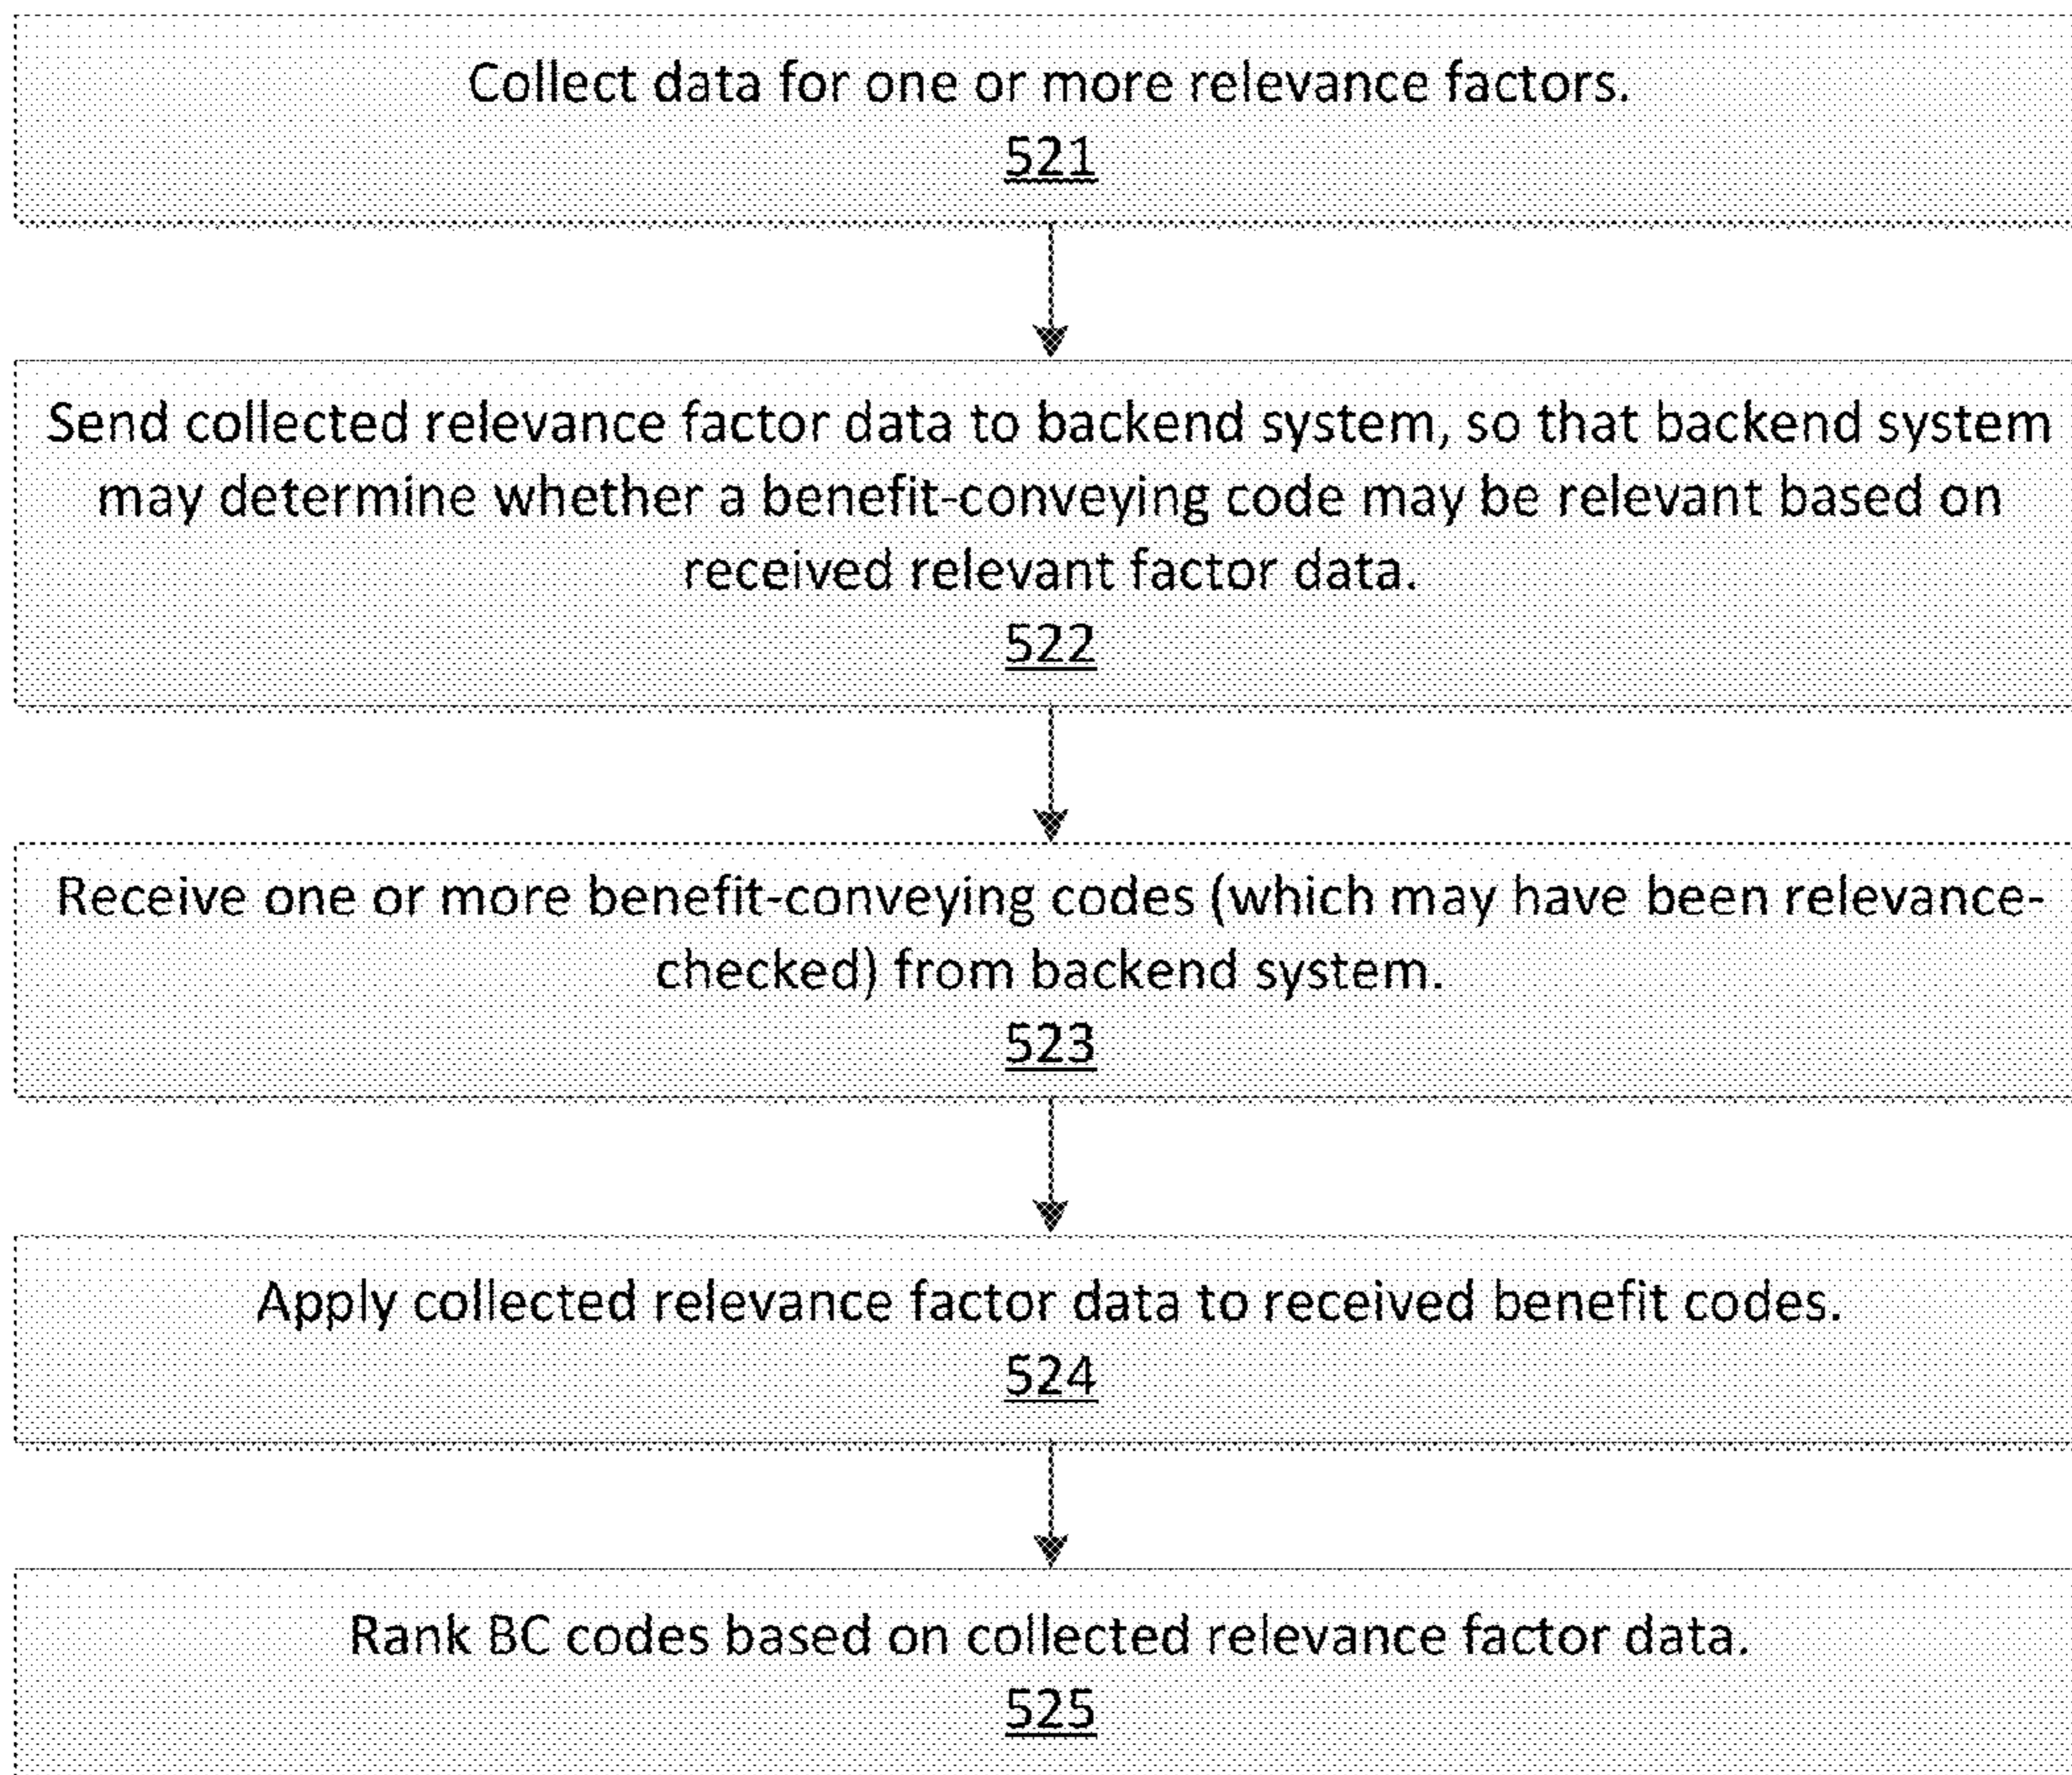 Collect data for one or more relevance factors.
521
Send collected relevance factor data to backend system, so that backend system
may determine whether a benefit-conveying code may be relevant based on
received relevant factor data.
522
Receive one or more benefit-conveying codes (which may have been relevance-
checked) from backend system.
523
Apply collected relevance factor data to received benefit codes.
524
Rank BC codes based on collected relevance factor data.
525